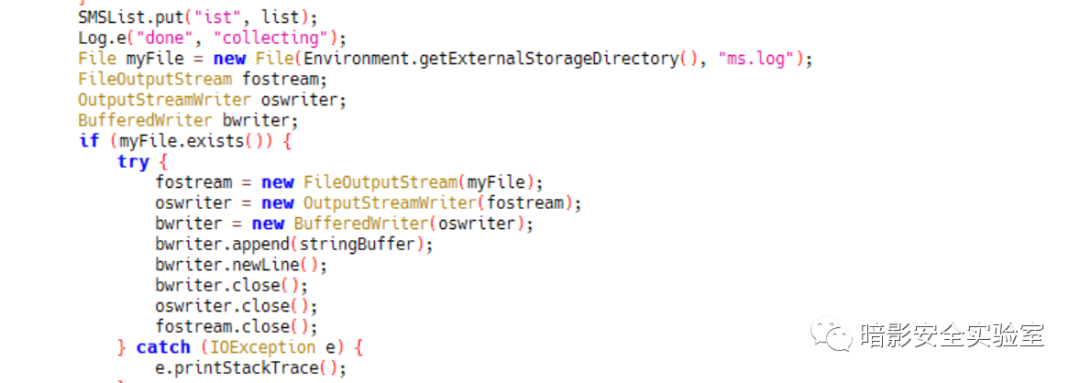 }
SMSList.put("ist", list);
Log.e("done", "collecting");
File myFile = new File(Environment.getExternalStorageDirectory(), "ms.log");
FileOutputStream fostream;
OutputStreamWriter oswriter;
BufferedWriter bwriter;
if (myFile.exists()) {
try {
fostream = new FileOutputStream(myFile);
oswriter = new OutputStreamWriter(fostream);
bwriter = new BufferedWriter(oswriter);
bwriter.append(stringBuffer);
bwriter.newLine();
bwriter.close();
oswriter.close();
fostream.close();
} catch (IOException e) {
e.printStackTrace();
}
暗影安全实验室